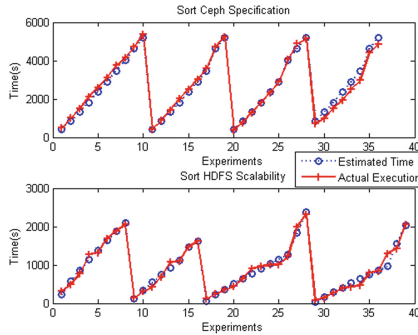 Sort Ceph Specification
6000
4000
2000
0
Time(s)
0 5 10 15 20 25 30 35 40
Experiments
Estimated Time
Actual Execution
Sort HDFS Scalability
3000
2000
1000
0
Time(s)
0 5 10 15 20 25 30 35 40
Experiments